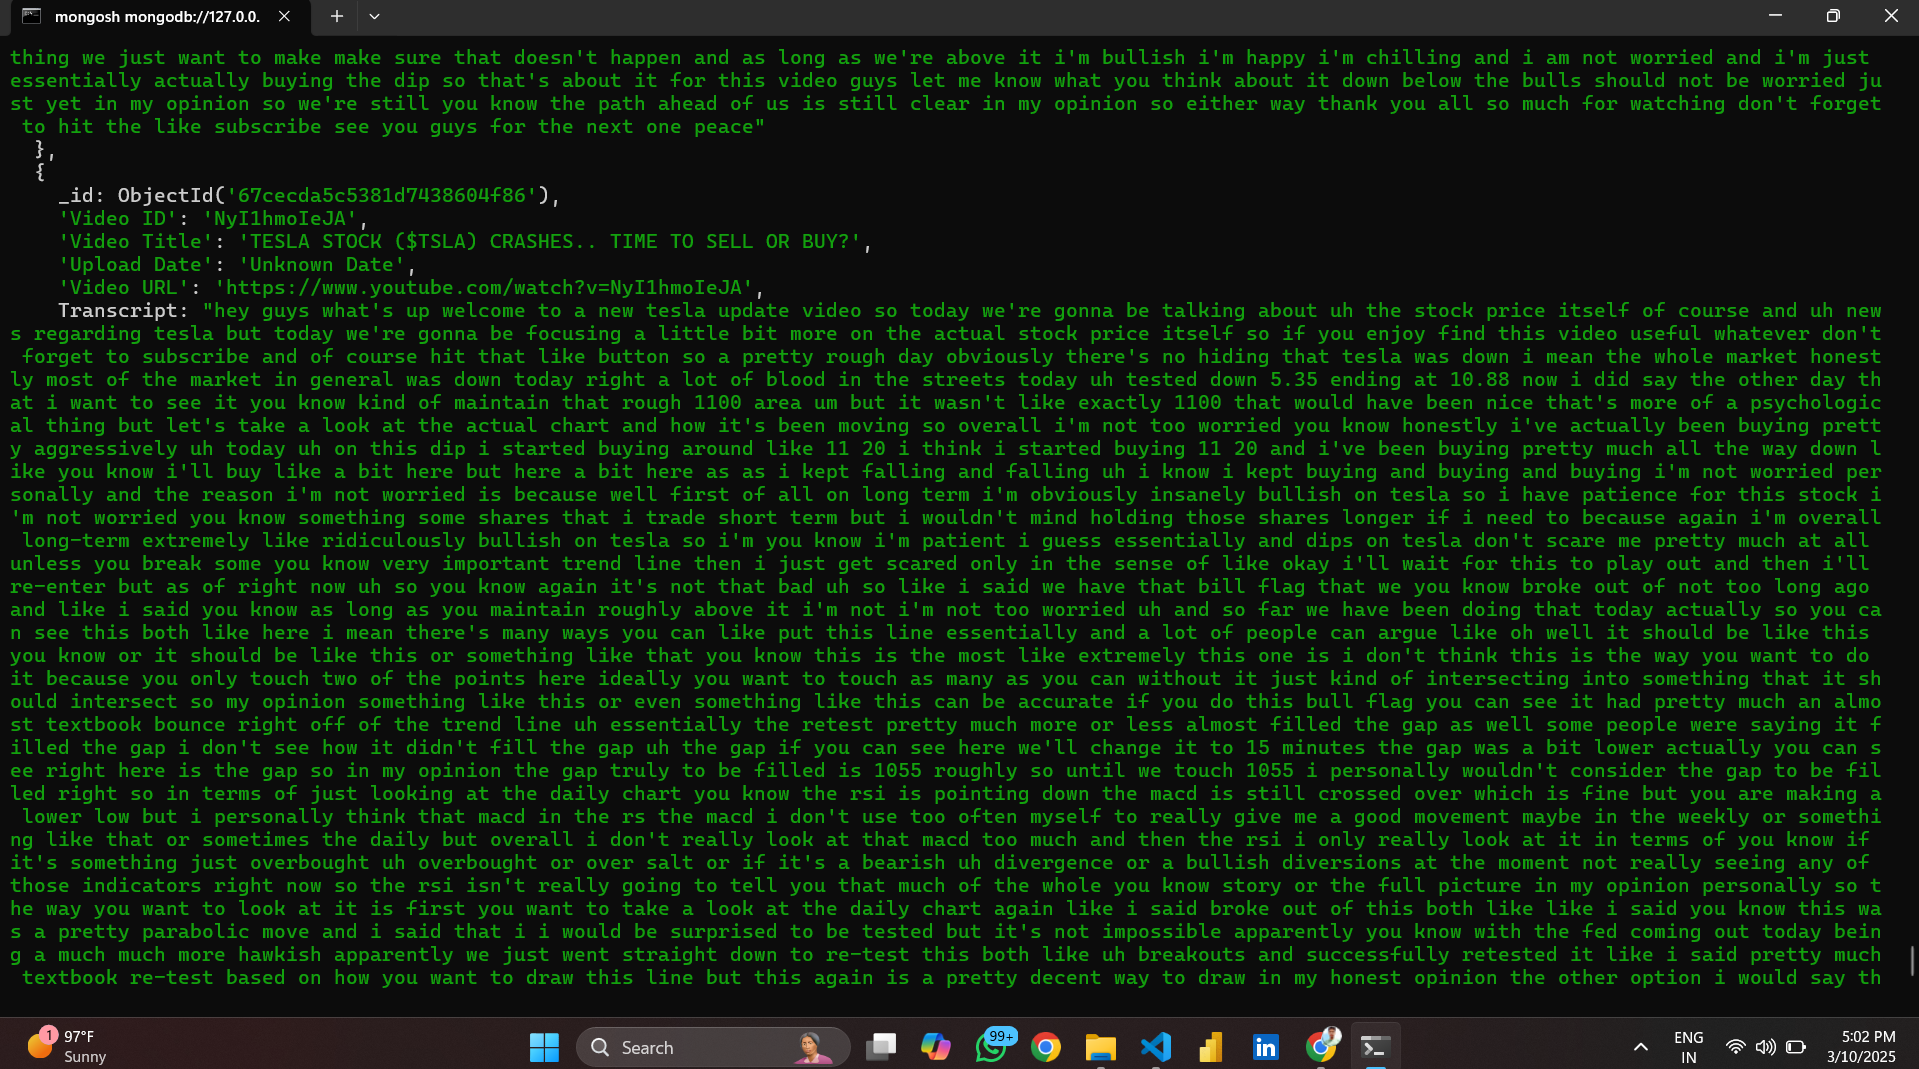 mongosh mongodb://127.0.0.
thing we just want to make make sure that doesn't happen and as long as we're above it i'm bullish i'm happy i'm chilling and i am not worried and i'm just
essentially actually buying the dip so that's about it for this video guys let me know what you think about it down below the bulls should not be worried ju
st yet in my opinion so we're still you know the path ahead of us is still clear in my opinion so either way thank you all so much for watching don't forget
 to hit the like subscribe see you guys for the next one peace"
},
{
_id: ObjectId('67cecda5c5381d7438604f86'),
'Video ID': 'NyI1hmoIeJA',
'Video Title': 'TESLA STOCK ($TSLA) CRASHES.. TIME TO SELL OR BUY?',
'Upload Date': 'Unknown Date',
'Video URL': 'https://www.youtube.com/watch?v=NyI1hmoIeJA',
Transcript: "hey guys what's up welcome to a new tesla update video so today we're gonna be talking about uh the stock price itself of course and uh new
s regarding tesla but today we're gonna be focusing a little bit more on the actual stock price itself so if you enjoy find this video useful whatever don't
 forget to subscribe and of course hit that like button so a pretty rough day obviously there's no hiding that tesla was down i mean the whole market honest
ly most of the market in general was down today right a lot of blood in the streets today uh tested down 5.35 ending at 10.88 now i did say the other day th
at i want to see it you know kind of maintain that rough 1100 area um but it wasn't like exactly 1100 that would have been nice that's more of a psychologic
al thing but let's take a look at the actual chart and how it's been moving so overall i'm not too worried you know honestly i've actually been buying prett
y aggressively uh today uh on this dip i started buying around like 11 20 i think i started buying 11 20 and i've been buying pretty much all the way down l
ike you know i'll buy like a bit here but here a bit here as as i kept falling and falling uh i know i kept buying and buying and buying i'm not worried per
sonally and the reason i'm not worried is because well first of all on long term i'm obviously insanely bullish on tesla so i have patience for this stock i
'm not worried you know something some shares that i trade short term but i wouldn't mind holding those shares longer if i need to because again i'm overall
 long-term extremely like ridiculously bullish on tesla so i'm you know i'm patient i guess essentially and dips on tesla don't scare me pretty much at all
unless you break some you know very important trend line then i just get scared only in the sense of like okay i'll wait for this to play out and then i'll
re-enter but as of right now uh so you know again it's not that bad uh so like i said we have that bill flag that we you know broke out of not too long ago
and like i said you know as long as you maintain roughly above it i'm not i'm not too worried uh and so far we have been doing that today actually so you ca
n see this both like here i mean there's many ways you can like put this line essentially and a lot of people can argue like oh well it should be like this
you know or it should be like this or something like that you know this is the most like extremely this one is i don't think this is the way you want to do
it because you only touch two of the points here ideally you want to touch as many as you can without it just kind of intersecting into something that it sh
ould intersect so my opinion something like this or even something like this can be accurate if you do this bull flag you can see it had pretty much an almo
st textbook bounce right off of the trend line uh essentially the retest pretty much more or less almost filled the gap as well some people were saying it f
illed the gap i don't see how it didn't fill the gap uh the gap if you can see here we'll change it to 15 minutes the gap was a bit lower actually you can s
ee right here is the gap so in my opinion the gap truly to be filled is 1055 roughly so until we touch 1055 i personally wouldn't consider the gap to be fil
led right so in terms of just looking at the daily chart you know the rsi is pointing down the macd is still crossed over which is fine but you are making a
 lower low but i personally think that macd in the rs the macd i don't use too often myself to really give me a good movement maybe in the weekly or somethi
ng like that or sometimes the daily but overall i don't really look at that macd too much and then the rsi i only really look at it in terms of you know if
it's something just overbought uh overbought or over salt or if it's a bearish uh divergence or a bullish diversions at the moment not really seeing any of
those indicators right now so the rsi isn't really going to tell you that much of the whole you know story or the full picture in my opinion personally so t
he way you want to look at it is first you want to take a look at the daily chart again like i said broke out of this both like like i said you know this wa
s a pretty parabolic move and i said that i i would be surprised to be tested but it's not impossible apparently you know with the fed coming out today bein
g a much much more hawkish apparently we just went straight down to re-test this both like uh breakouts and successfully retested it like i said pretty much
 textbook re-test based on how you want to draw this line but this again is a pretty decent way to draw in my honest opinion the other option i would say th
1
97°F
Sunny
Search
99+
in
ENG
IN
5:02 PM
3/10/2025